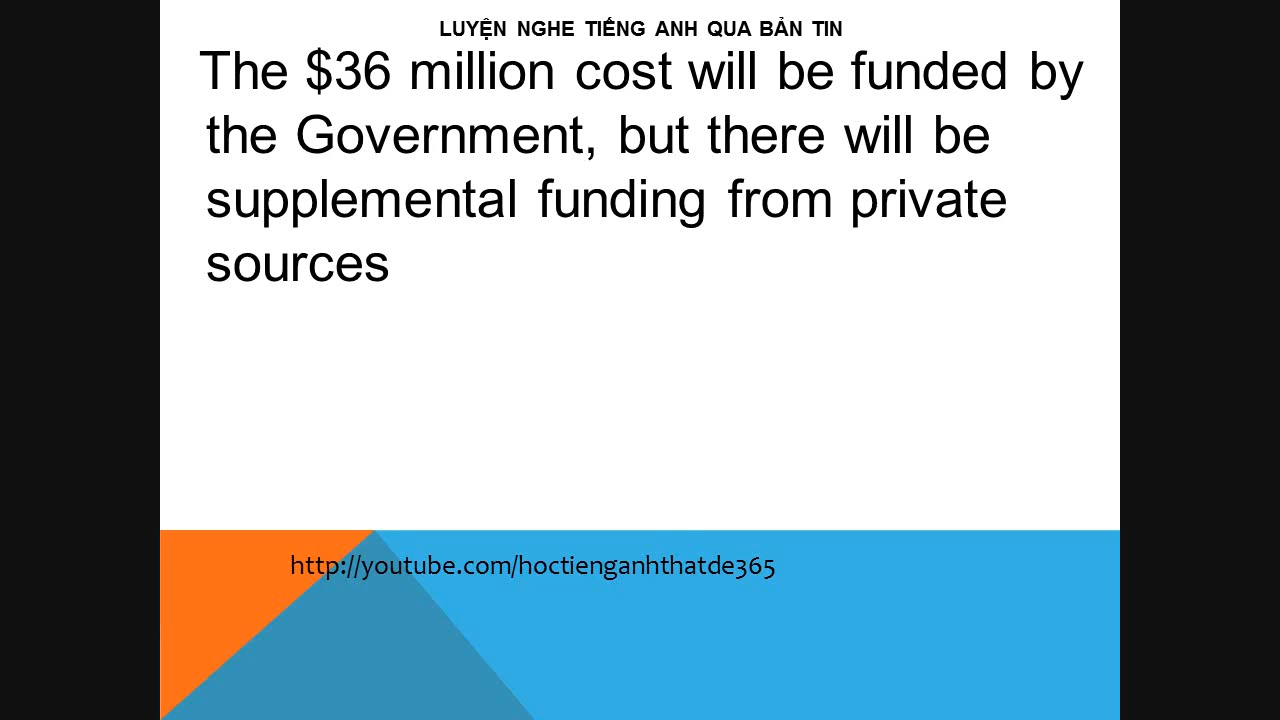 LUYỆN NGHE TIẾNG ANH QUA BẢN TIN
The $36 million cost will be funded by
the Government, but there will be
supplemental funding from private
sources
http://youtube.com/hoctienganhthatde365